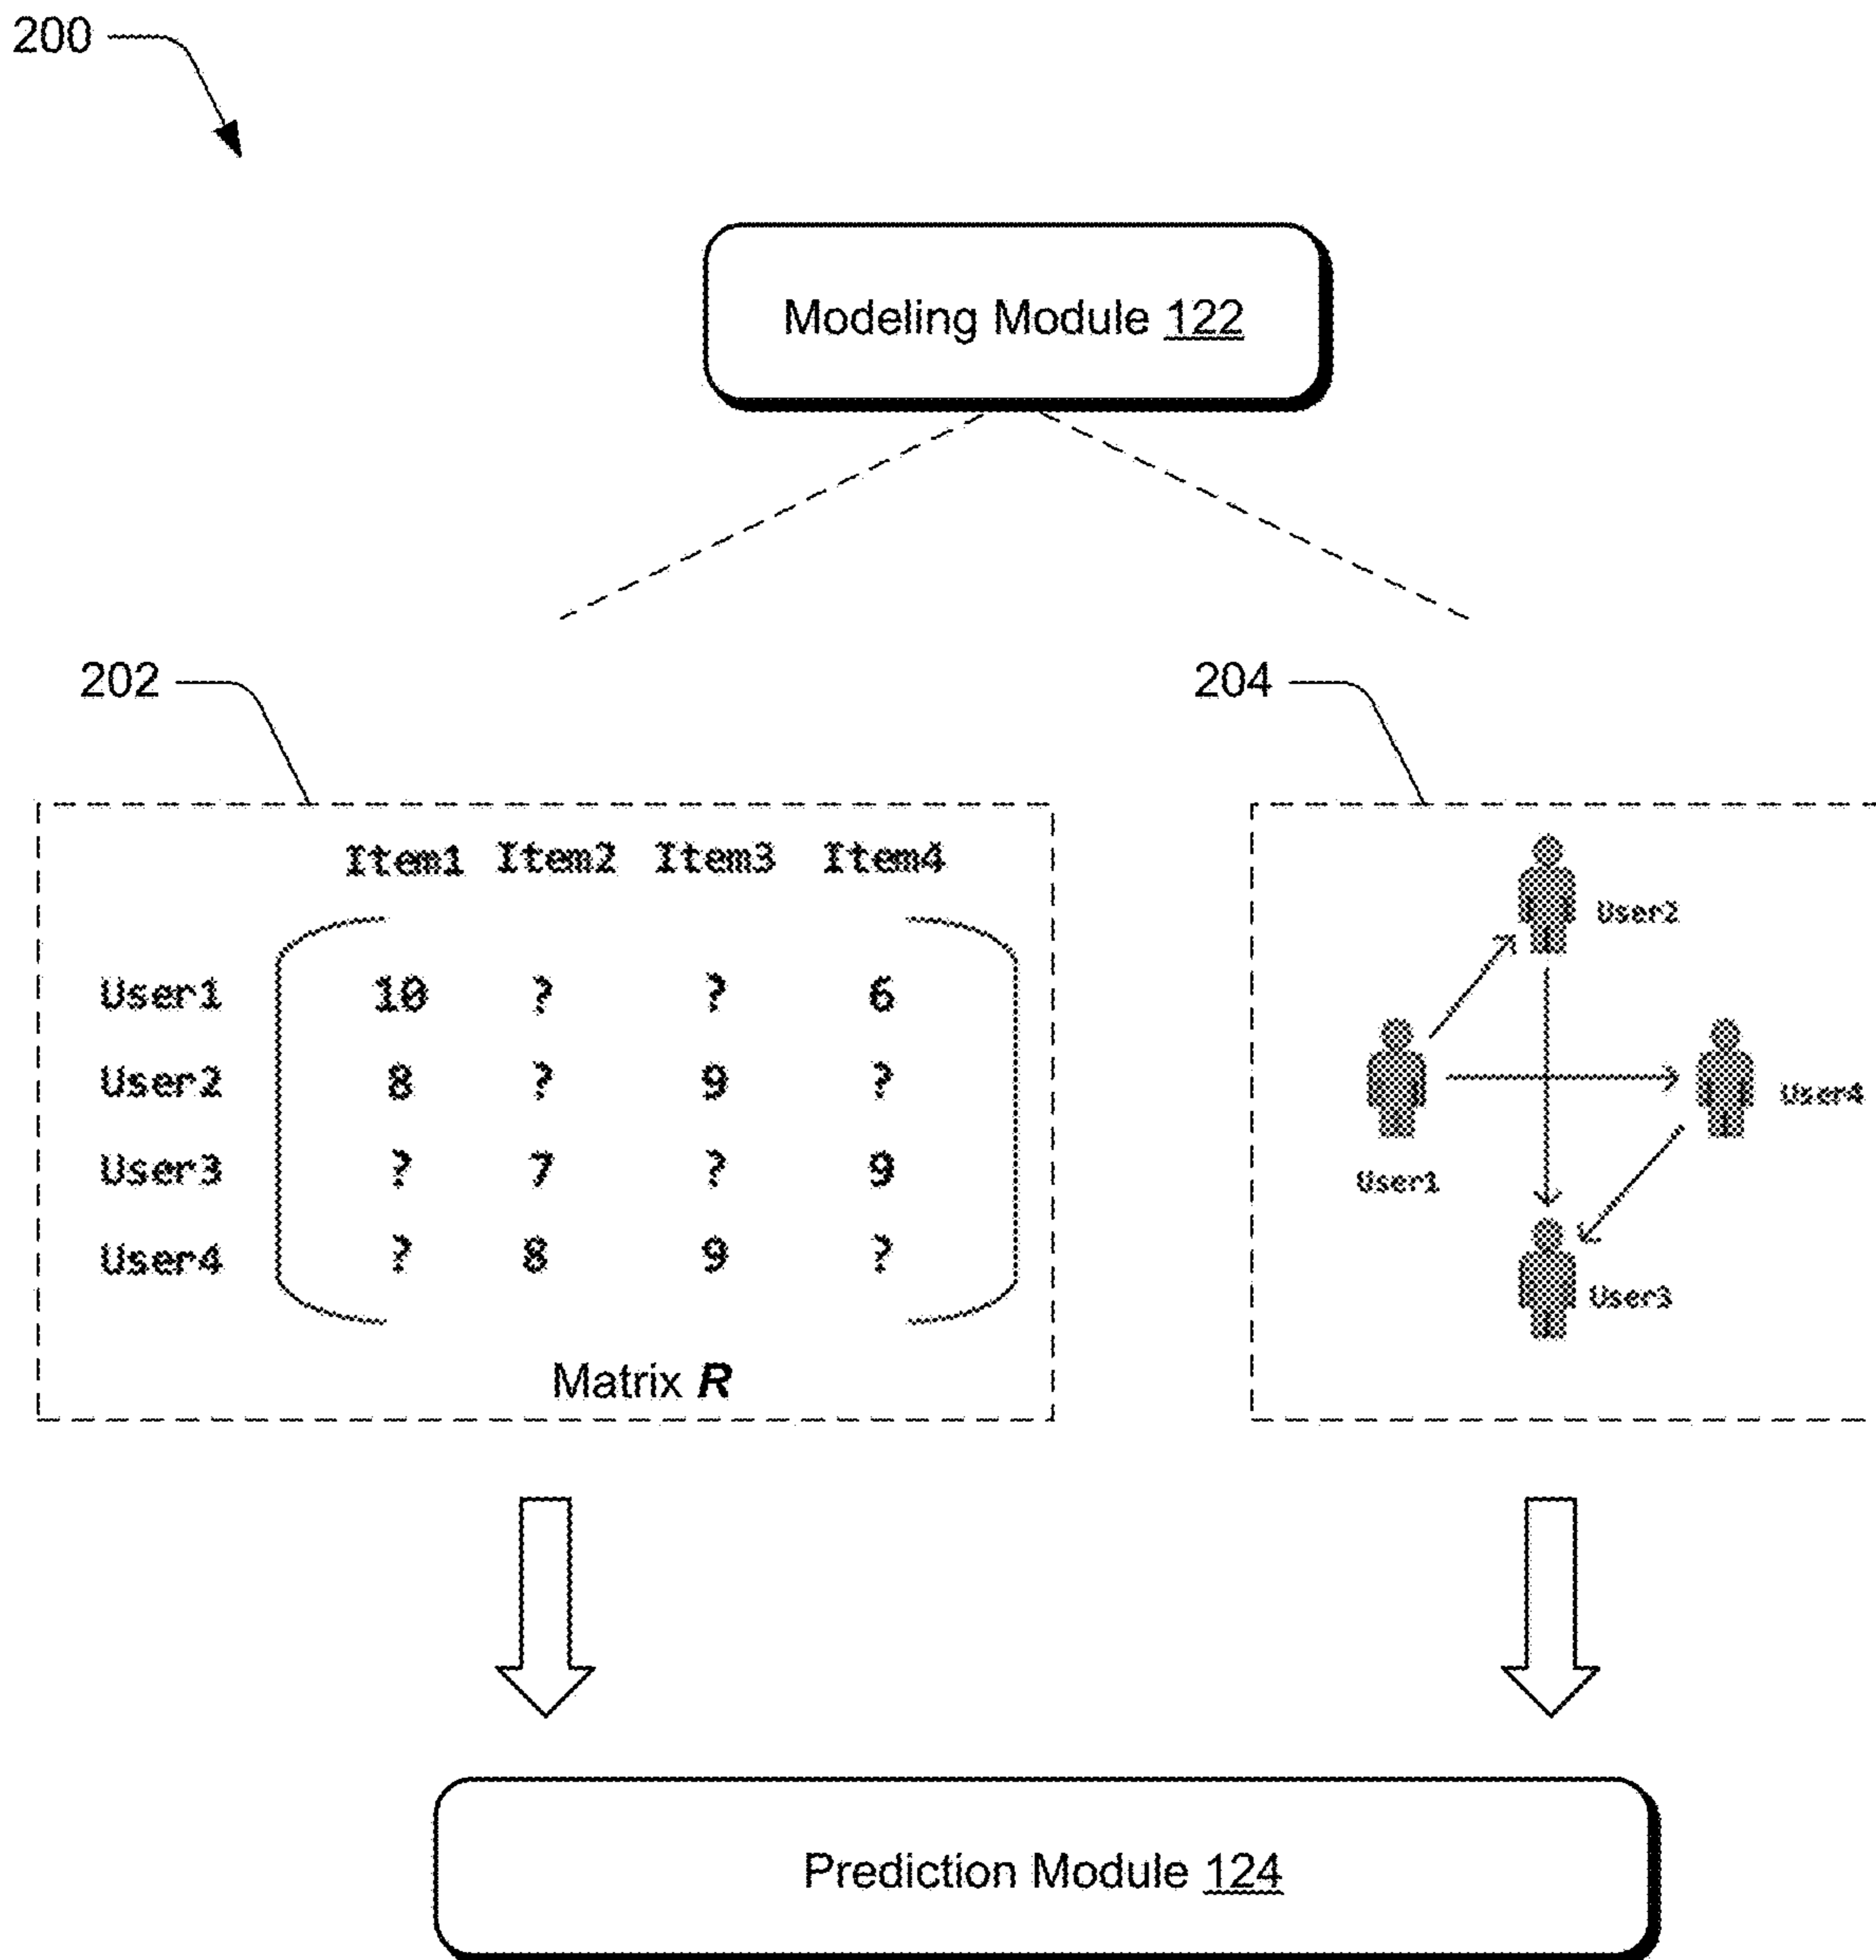 200
Modeling Module 122
202
204
Item1 Item2 Item3 Item4
User1 10 ? ? 6
User2 8 ? 9 ?
User3 ? 7 ? 9
User4 ? 8 9 ?
Matrix R
User2
User4
User1
User3
Prediction Module 124